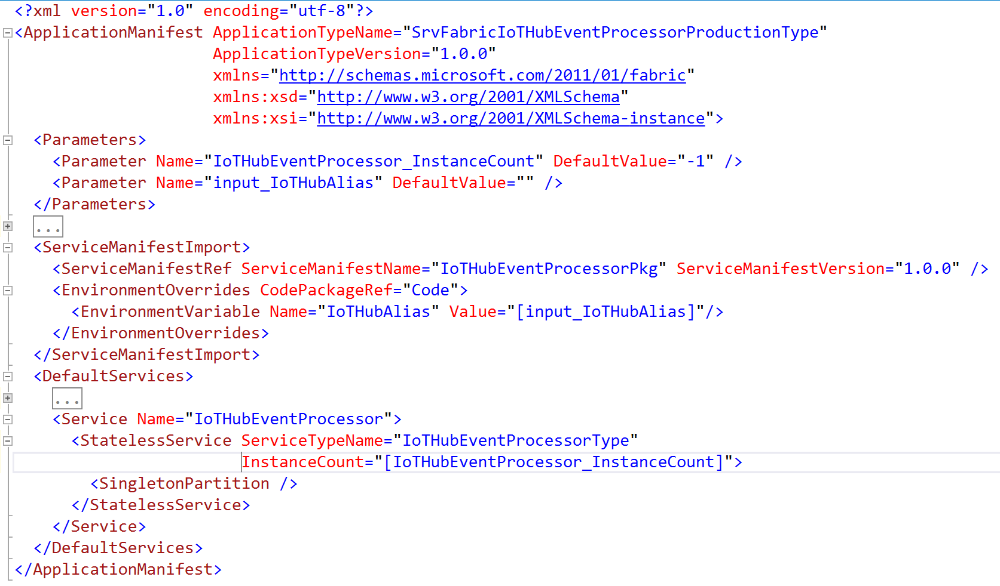 <?xml version="1.0" encoding="utf-8"?>
<ApplicationManifest ApplicationTypeName="SrvFabricIoTHubEventProcessorProductionType"
                     ApplicationTypeVersion="1.0.0"
                     xmlns="http://schemas.microsoft.com/2011/01/fabric"
                     xmlns:xsd="http://www.w3.org/2001/XMLSchema"
                     xmlns:xsi="http://www.w3.org/2001/XMLSchema-instance">
  <Parameters>
    <Parameter Name="IoTHubEventProcessor_InstanceCount" DefaultValue="-1" />
    <Parameter Name="input_IoTHubAlias" DefaultValue="" />
  </Parameters>
  ...
  <ServiceManifestImport>
    <ServiceManifestRef ServiceManifestName="IoTHubEventProcessorPkg" ServiceManifestVersion="1.0.0" />
    <EnvironmentOverrides CodePackageRef="Code">
      <EnvironmentVariable Name="IoTHubAlias" Value="[input_IoTHubAlias]"/>
    </EnvironmentOverrides>
  </ServiceManifestImport>
  <DefaultServices>
    ...
    <Service Name="IoTHubEventProcessor">
      <StatelessService ServiceTypeName="IoTHubEventProcessorType"
                        InstanceCount="[IoTHubEventProcessor_InstanceCount]">
        <SingletonPartition />
      </StatelessService>
    </Service>
  </DefaultServices>
</ApplicationManifest>